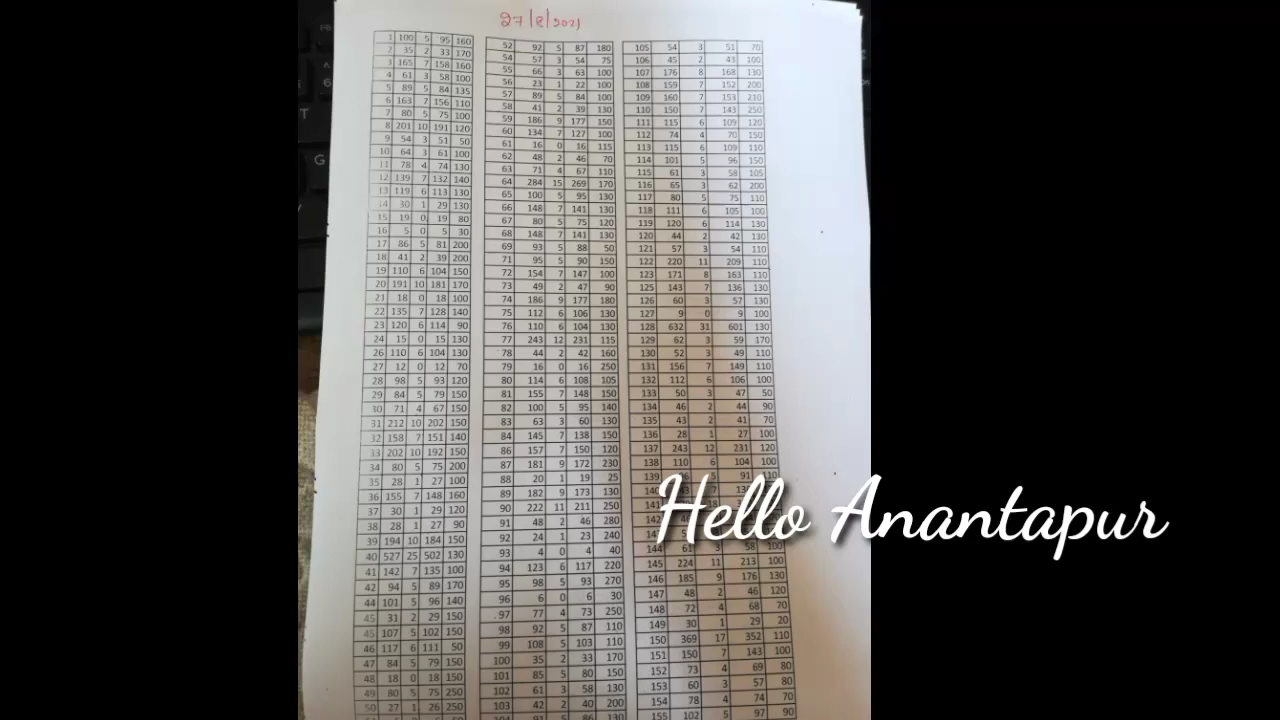 1 100 5 95 160
2 35 2 33 170
3 165 7 158 160
4 61 3 58 100
5 89 5 84 135
6 163 7 156 110
7 80 5 75 100
8 201 10 191 120
9 54 3 51 50
10 64 3 61 100
11 78 4 74 130
12 139 7 132 140
13 119 6 113 130
14 30 1 29 130
15 19 0 19 80
16 5 0 5 30
17 86 5 81 200
18 41 2 39 200
19 110 6 104 150
20 191 10 181 170
21 18 0 18 100
22 135 7 128 140
23 120 6 114 90
24 15 0 15 130
26 110 6 104 130
27 12 0 12 70
28 98 5 93 120
29 84 5 79 150
30 71 4 67 150
31 212 10 202 150
32 158 7 151 140
33 202 10 192 150
34 80 5 75 200
35 28 1 27 100
36 155 7 148 160
37 30 1 29 120
38 28 1 27 90
39 194 10 184 150
40 527 25 502 130
41 142 7 135 100
42 94 5 89 170
44 101 5 96 140
45 31 2 29 150
45 107 5 102 150
46 117 6 111 50
47 84 5 79 150
48 18 0 18 150
49 80 5 75 250
50 27 1 26 250
52 92 5 87 180
54 57 3 54 75
55 66 3 63 100
56 23 1 22 100
57 89 5 84 100
58 41 2 39 130
59 186 9 177 150
60 134 7 127 100
61 16 0 16 115
62 48 2 46 70
63 71 4 67 110
64 284 15 269 170
65 100 5 95 130
66 148 7 141 130
67 80 5 75 120
68 148 7 141 130
69 93 5 88 50
71 95 5 90 150
72 154 7 147 100
73 49 2 47 90
74 186 9 177 180
75 112 6 106 130
76 110 6 104 130
77 243 12 231 115
78 44 2 42 160
79 16 0 16 250
80 114 6 108 105
81 155 7 148 150
82 100 5 95 140
83 63 3 60 130
84 145 7 138 150
86 157 7 150 120
87 181 9 172 230
88 20 1 19 25
89 182 9 173 130
90 222 11 211 250
91 48 2 46 280
92 24 1 23 240
93 4 0 4 40
94 123 6 117 220
95 98 5 93 270
96 6 0 6 30
97 77 4 73 250
98 92 5 87 110
99 108 5 103 110
100 35 2 33 170
101 85 5 80 150
102 61 3 58 130
103 42 2 40 200
104 91 5 86 130
105 54 3 51 70
106 45 2 43 100
107 176 8 168 130
108 159 7 152 200
109 160 7 153 210
110 150 7 143 250
111 115 6 109 120
112 74 4 70 150
113 115 6 109 110
114 101 5 96 150
115 61 3 58 105
116 65 3 62 200
117 80 5 75 110
118 111 6 105 100
119 120 6 114 130
120 44 2 42 130
121 57 3 54 110
122 220 11 209 110
123 171 8 163 110
125 143 7 136 130
126 60 3 57 130
127 9 0 9 100
128 632 31 601 130
129 62 3 59 170
130 52 3 49 110
131 156 7 149 110
132 112 6 106 100
133 50 3 47 50
134 46 2 44 90
135 43 2 41 70
136 28 1 27 100
137 243 12 231 120
138 110 6 104 100
139 5 91 110
Hello Anantapur
144 61 3 58 100
145 224 11 213 100
146 185 9 176 130
147 48 2 46 120
148 72 4 68 70
149 30 1 29 20
150 369 17 352 110
151 150 7 143 100
152 73 4 69 80
153 60 3 57 80
154 78 4 74 70
155 102 5 97 90